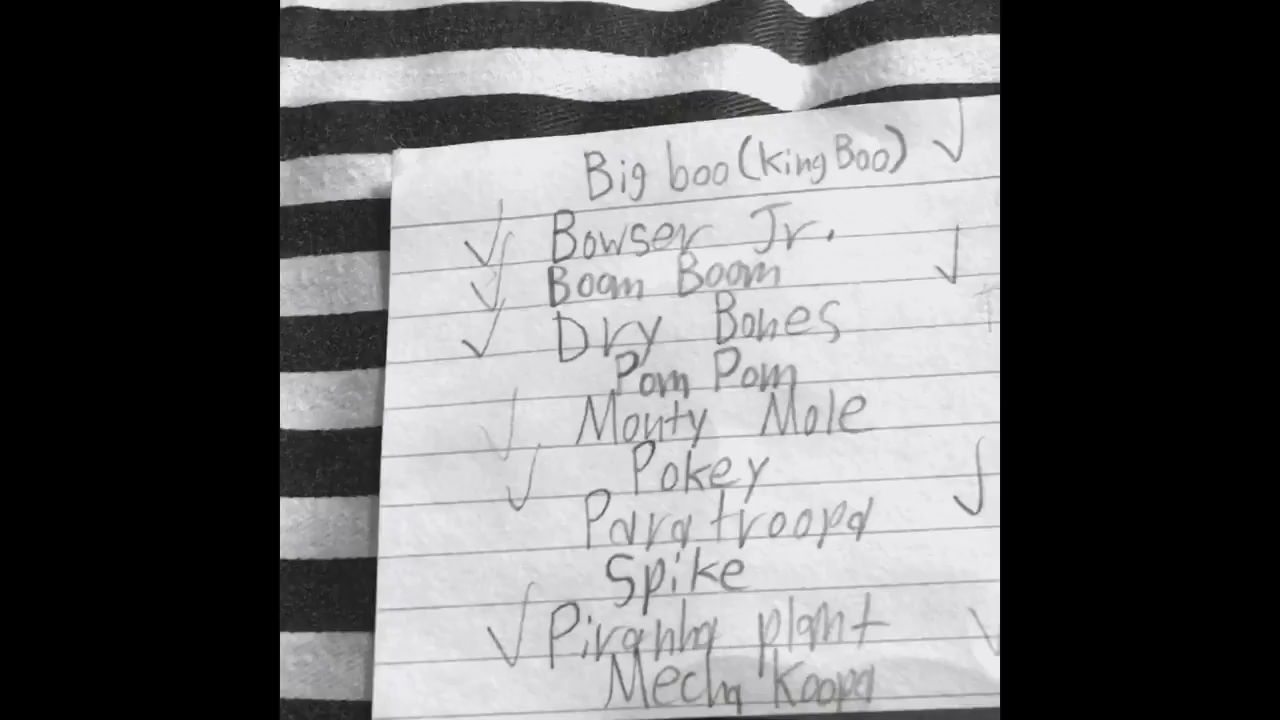 Big boo (King Boo) ✓
✓ Bowser Jr.
✓ Boom Boom ✓
✓ Dry Bones
Pom Pom
✓ Monty Mole
✓ Pokey ✓
Paratroopa
Spike
✓ Piranha plant ✓
Mecha Koopa